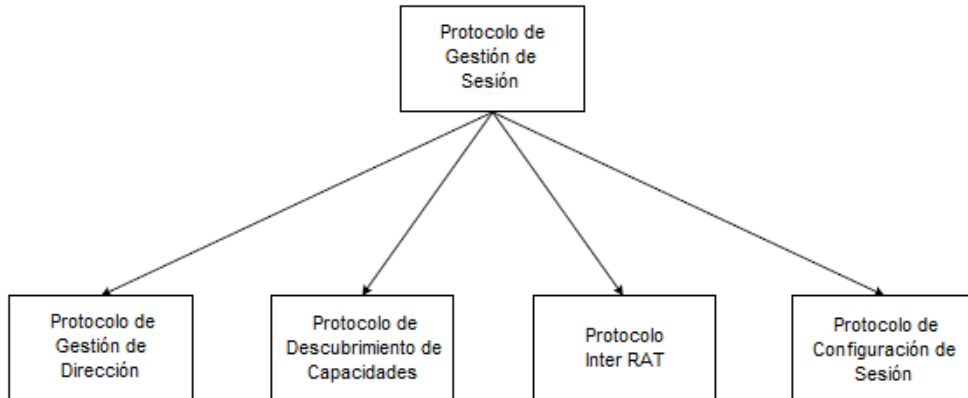 Protocolo de
Gestión de
Sesión
Protocolo de
Gestión de
Dirección
Protocolo de
Descubrimiento de
Capacidades
Protocolo
Inter RAT
Protocolo de
Configuración de
Sesión